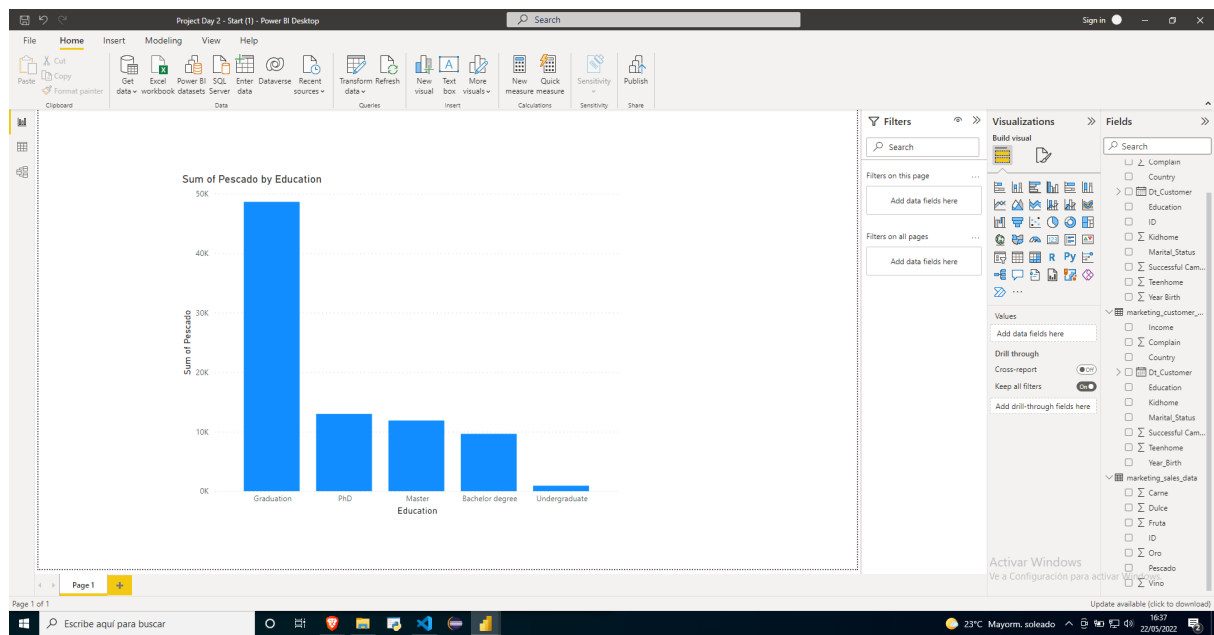 Project Day 2 - Start (1) - Power BI Desktop
Search
Sign in
File Home Insert Modeling View Help
Paste
Cut
Copy
Format painter
Clipboard
Get data
Excel workbook
Power BI datasets
SQL Server
Enter data
Dataverse
Recent sources
Data
Transform data
Refresh
Queries
New visual
Text box
More visuals
Insert
New measure
Quick measure
Calculations
Sensitivity
Sensitivity
Publish
Share
Sum of Pescado by Education
50K
40K
30K
20K
10K
0K
Sum of Pescado
Graduation PhD Master Bachelor degree Undergraduate
Education
Filters
Search
Filters on this page
Add data fields here
Filters on all pages
Add data fields here
Visualizations
Build visual
R Py
Values
Add data fields here
Drill through
Cross-report Off
Keep all filters On
Add drill-through fields here
Fields
Search
Complain
Country
Dt_Customer
Education
ID
Kidhome
Marital_Status
Successful Cam...
Teenhome
Year Birth
marketing_customer_...
Income
Complain
Country
Dt_Customer
Education
Kidhome
Marital_Status
Successful Cam...
Teenhome
Year_Birth
marketing_sales_data
Carne
Dulce
Fruta
ID
Oro
Pescado
Vino
Activar Windows
Ve a Configuración para activar Windows.
Page 1
Page 1 of 1
Update available (click to download)
Escribe aquí para buscar
23°C Mayorm. soleado
16:37
22/05/2022
2